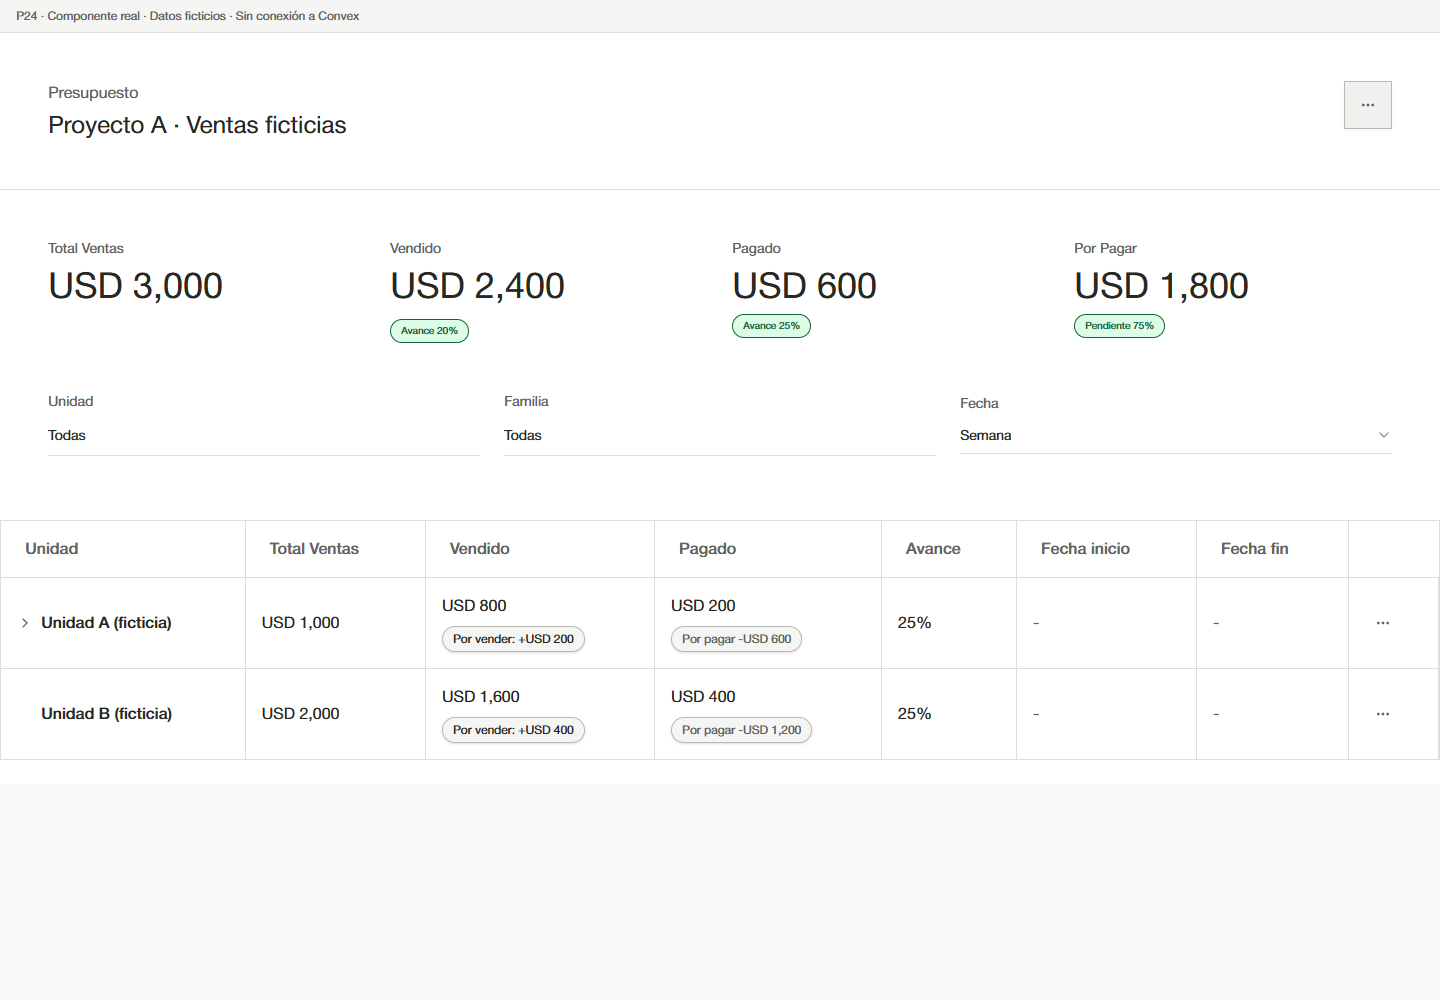 P24 · Componente real · Datos ficticios · Sin conexión a Convex
Presupuesto
Proyecto A · Ventas ficticias
Total Ventas Vendido Pagado Por Pagar
USD 3,000 USD 2,400 USD 600 USD 1,800
Avance 20% Avance 25% Pendiente 75%
Unidad Familia Fecha
Todas Todas Semana
Unidad Total Ventas Vendido Pagado Avance Fecha inicio Fecha fin
Unidad A (ficticia) USD 1,000 USD 800 USD 200 25% - -
Por vender: +USD 200 Por pagar -USD 600
Unidad B (ficticia) USD 2,000 USD 1,600 USD 400 25% - -
Por vender: +USD 400 Por pagar -USD 1,200